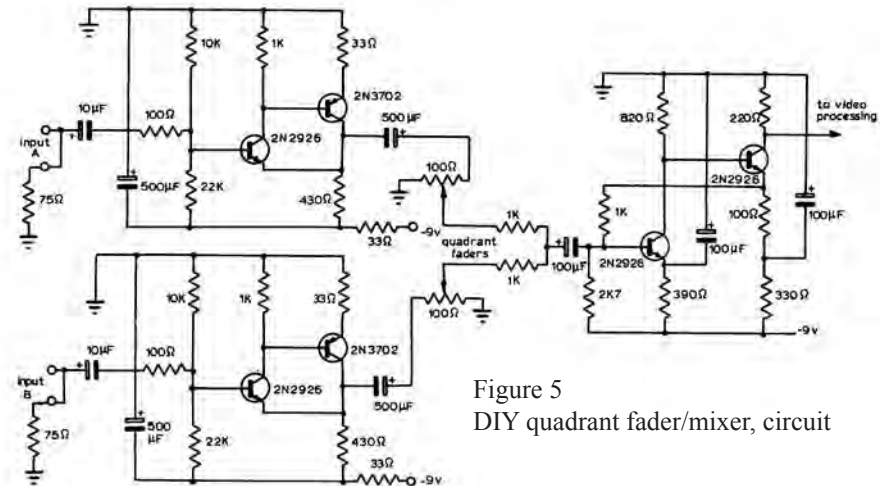 10K
1K
33Ω
2N3702
10µF
100Ω
2N2926
500µF
input
A
75Ω
500µF
22K
430Ω
33Ω
-9v
100Ω
quadrant
faders
1K
1K
100µF
820Ω
220Ω
to video
processing
2N2926
1K
100Ω
100µF
2N2926
100µF
2K7
390Ω
330Ω
-9v
10K
1K
33Ω
2N3702
10µF
100Ω
2N2926
500µF
100Ω
input
B
75Ω
500
µF
22K
430Ω
33Ω
-9v
Figure 5
DIY quadrant fader/mixer, circuit